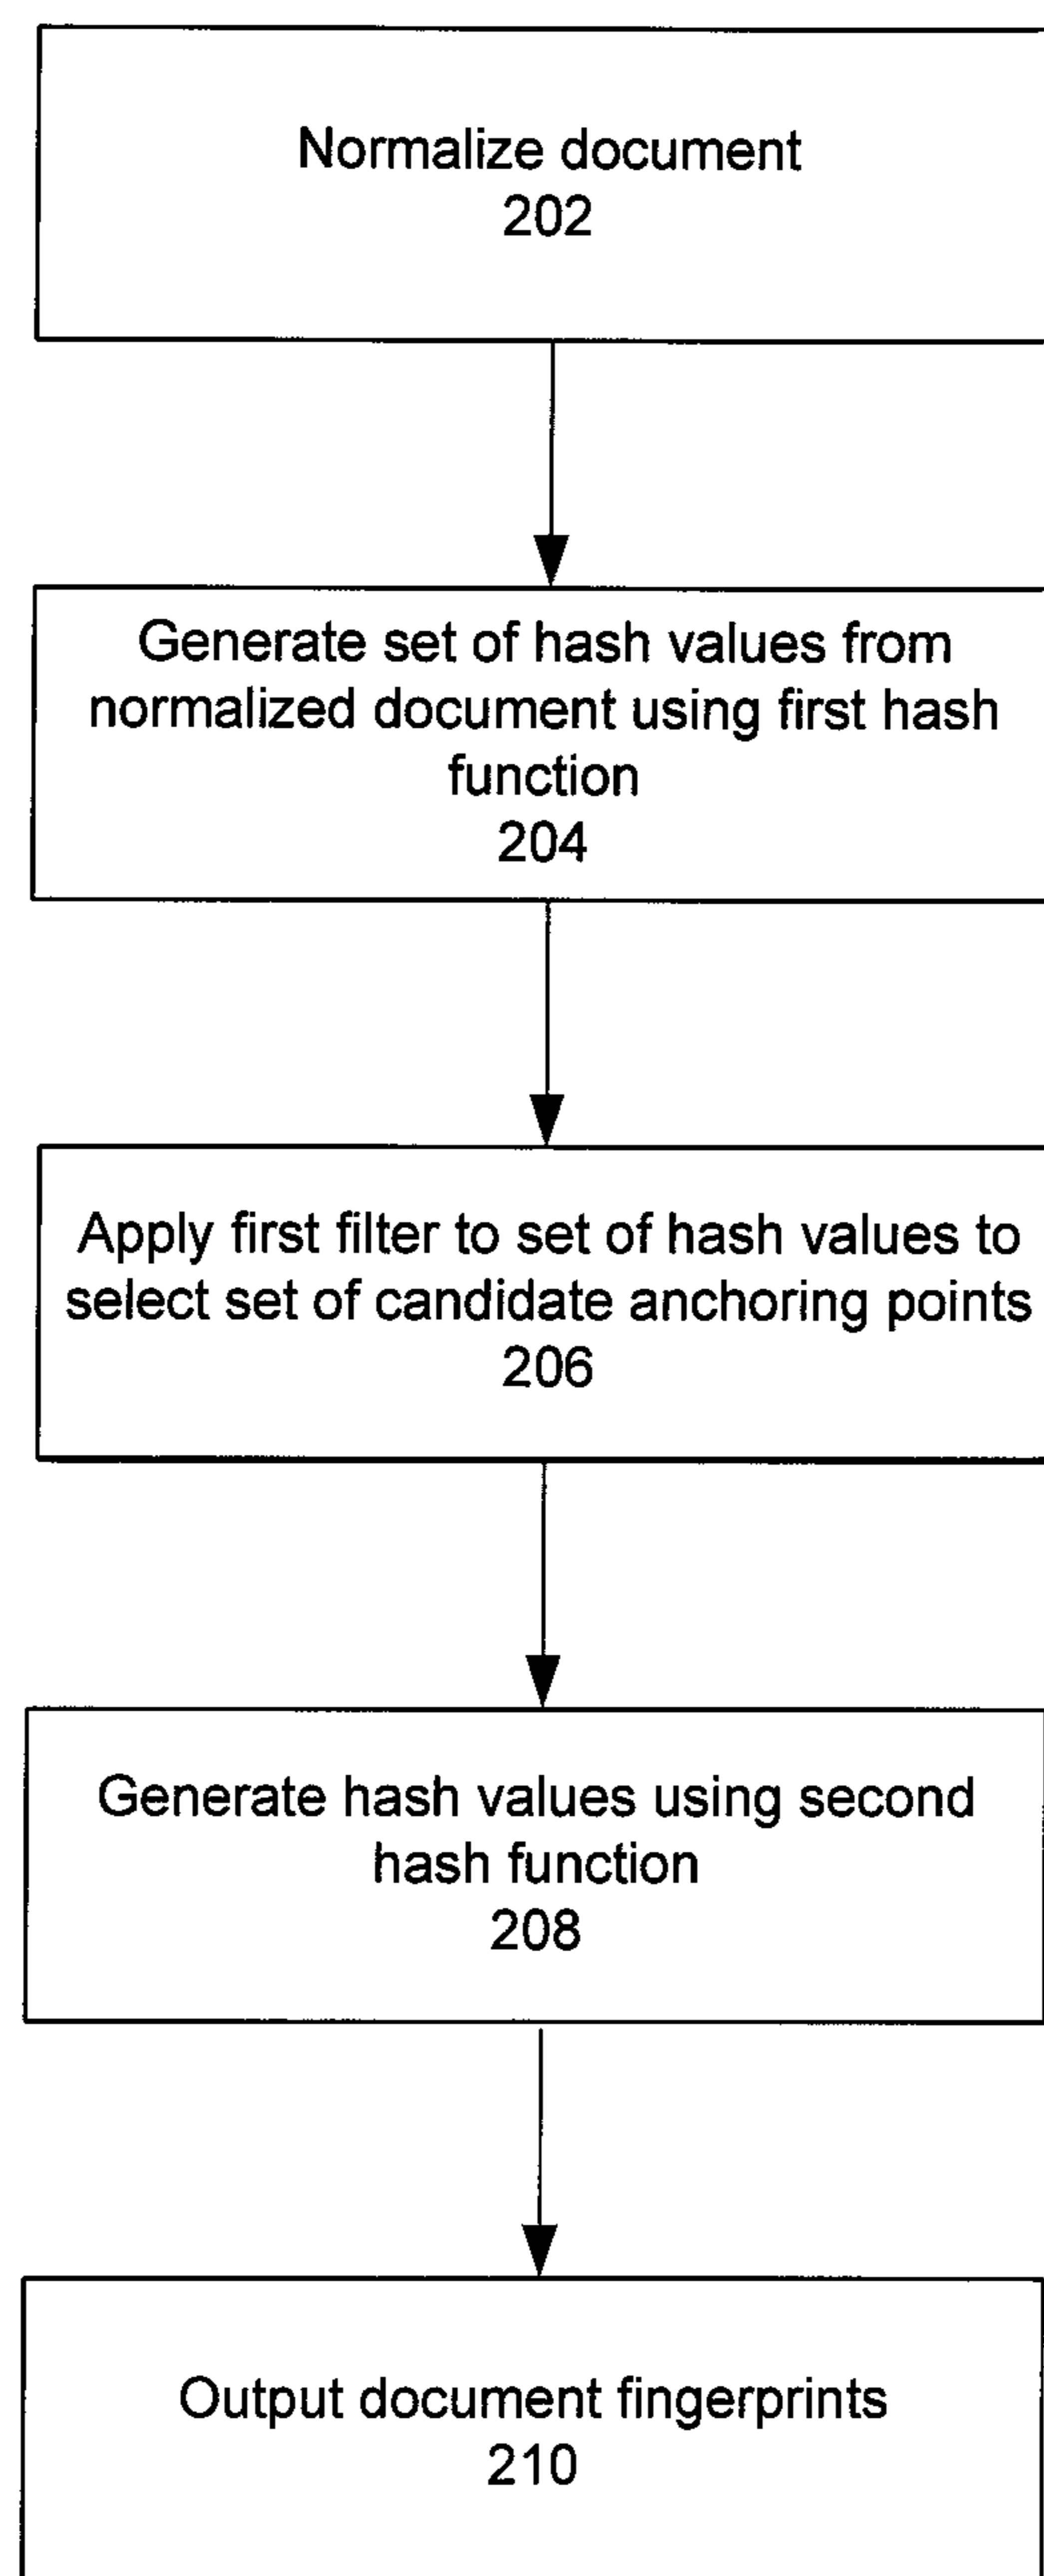 Normalize document
202
Generate set of hash values from
normalized document using first hash
function
204
Apply first filter to set of hash values to
select set of candidate anchoring points
206
Generate hash values using second
hash function
208
Output document fingerprints
210